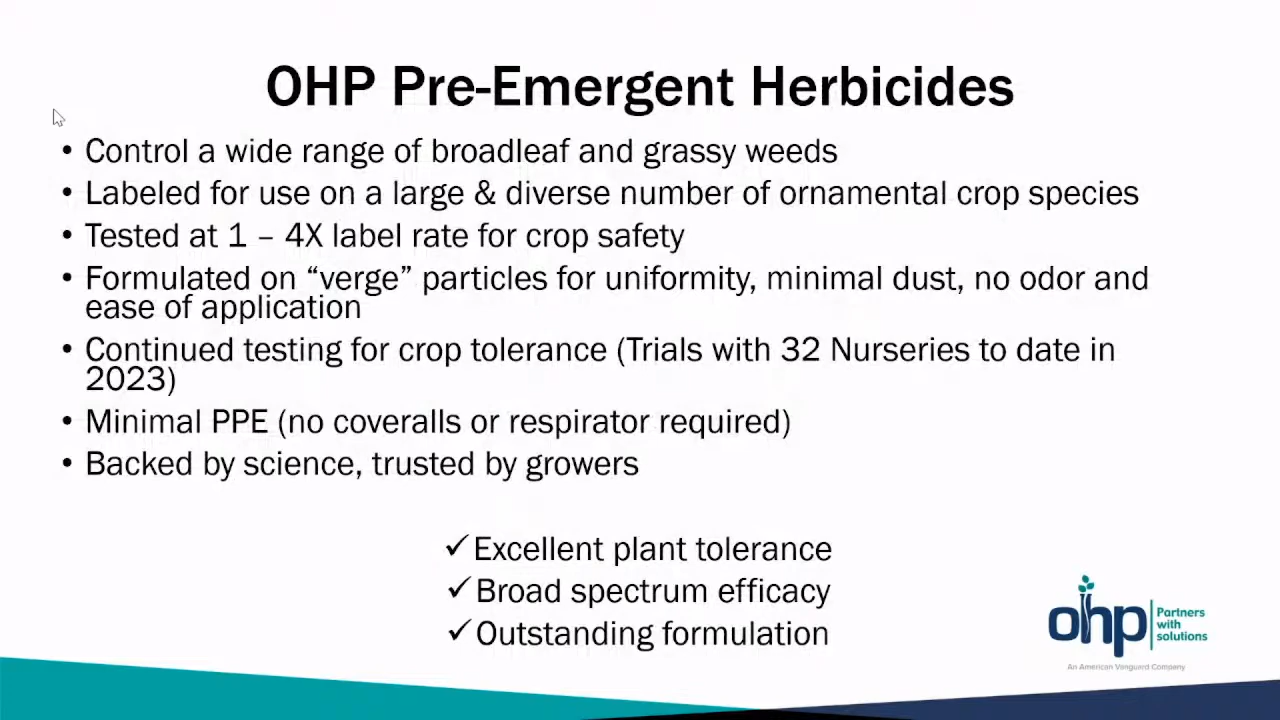 OHP Pre-Emergent Herbicides
• Control a wide range of broadleaf and grassy weeds
• Labeled for use on a large & diverse number of ornamental crop species
• Tested at 1 – 4X label rate for crop safety
• Formulated on “verge” particles for uniformity, minimal dust, no odor and
ease of application
• Continued testing for crop tolerance (Trials with 32 Nurseries to date in
2023)
• Minimal PPE (no coveralls or respirator required)
• Backed by science, trusted by growers
✓Excellent plant tolerance
✓Broad spectrum efficacy
✓Outstanding formulation
ohp
Partners
with
solutions
An American Vanguard Company